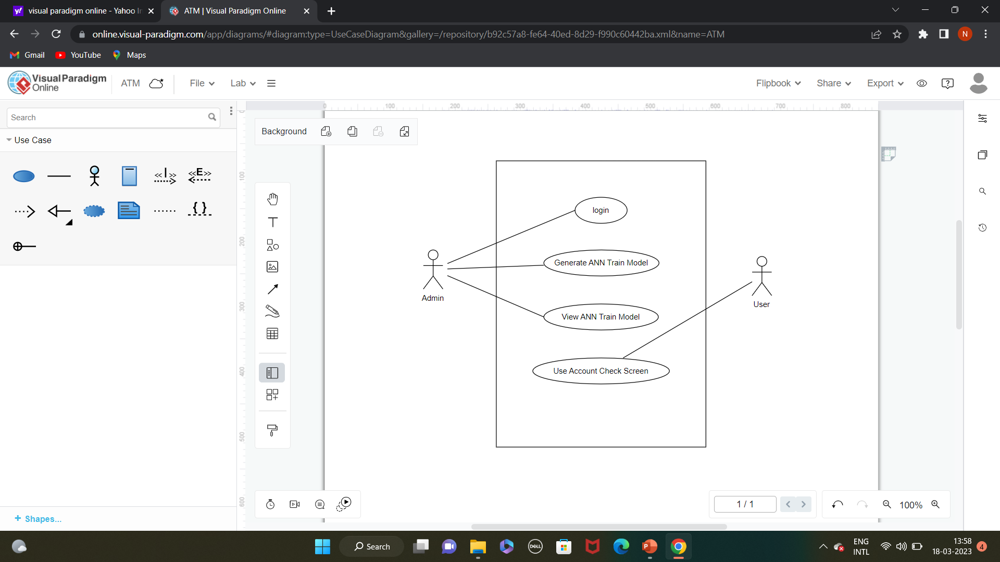 visual paradigm online - Yahoo In
ATM | Visual Paradigm Online
online.visual-paradigm.com/app/diagrams/#diagram:type=UseCaseDiagram&gallery=/repository/b92c57a8-fe64-40ed-8d29-f990c60442ba.xml&name=ATM
N
Gmail
YouTube
Maps
Visual Paradigm
Online
ATM
File
Lab
Flipbook
Share
Export
Search
0 100 200 300 400 500 600 700 800
Use Case
Background
<<I>>
<<E>>
{ }
0
100
200
300
400
500
600
login
Generate ANN Train Model
Admin
User
View ANN Train Model
Use Account Check Screen
1 / 1
100%
+ Shapes...
Search
DELL
P
ENG
INTL
13:58
18-03-2023
4